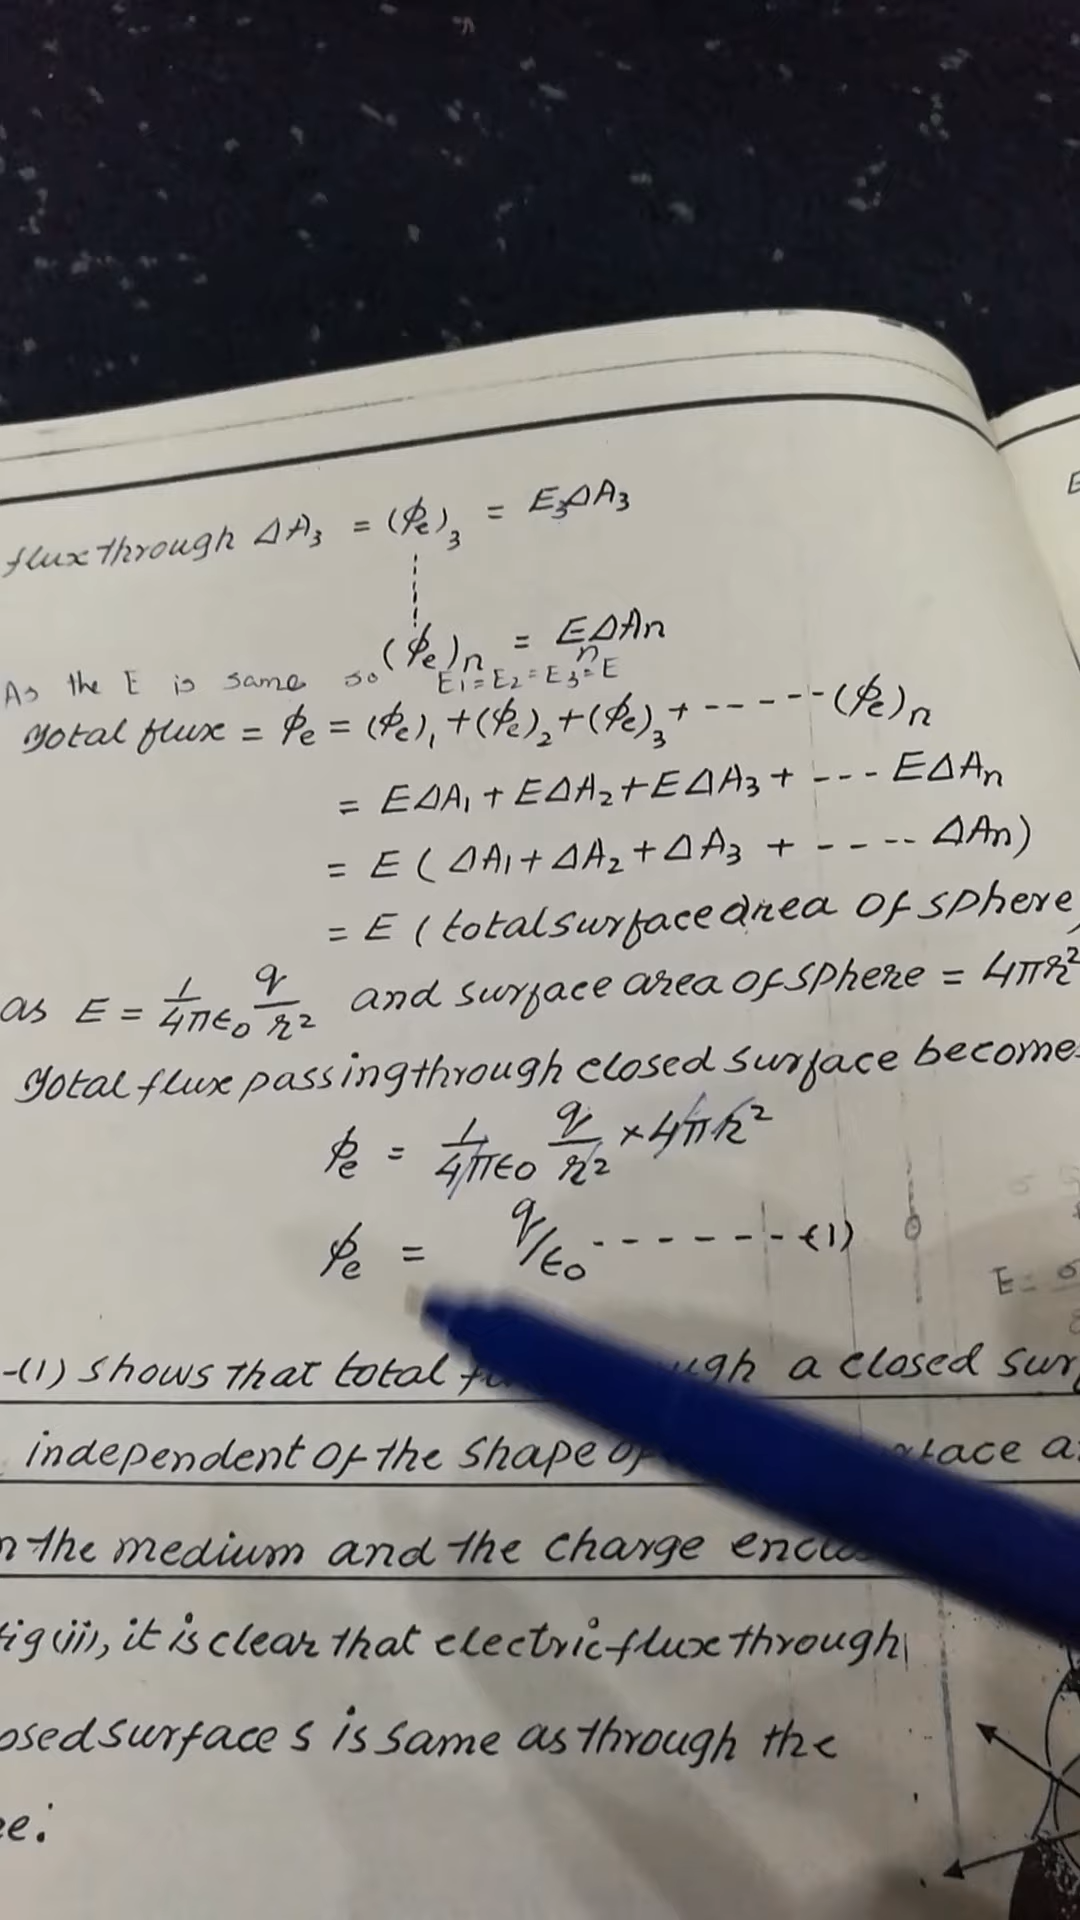 flux through ΔA₃ = (ϕₑ)₃ = E₃ΔA₃
(ϕₑ)n = EnΔAn
As the E is same so E₁ = E₂ = E₃ = E
Total flux = ϕₑ = (ϕₑ)₁ + (ϕₑ)₂ + (ϕₑ)₃ + ------(ϕₑ)n
= EΔA₁ + EΔA₂ + EΔA₃ + --- EΔAn
= E (ΔA₁ + ΔA₂ + ΔA₃ + ---- ΔAn)
= E (total surface area of sphere)
as E = 1/4πϵ₀ q/r² and surface area of sphere = 4πr²
Total flux passing through closed surface become
ϕₑ = 1/4πϵ₀ q/r² × 4πr²
ϕₑ = q/ϵ₀ -------(1)
E = σ
-(1) shows that total through a closed
independent of the shape of
the medium and the charge
fig (ii), it is clear that electric flux through
surface s is same as through the